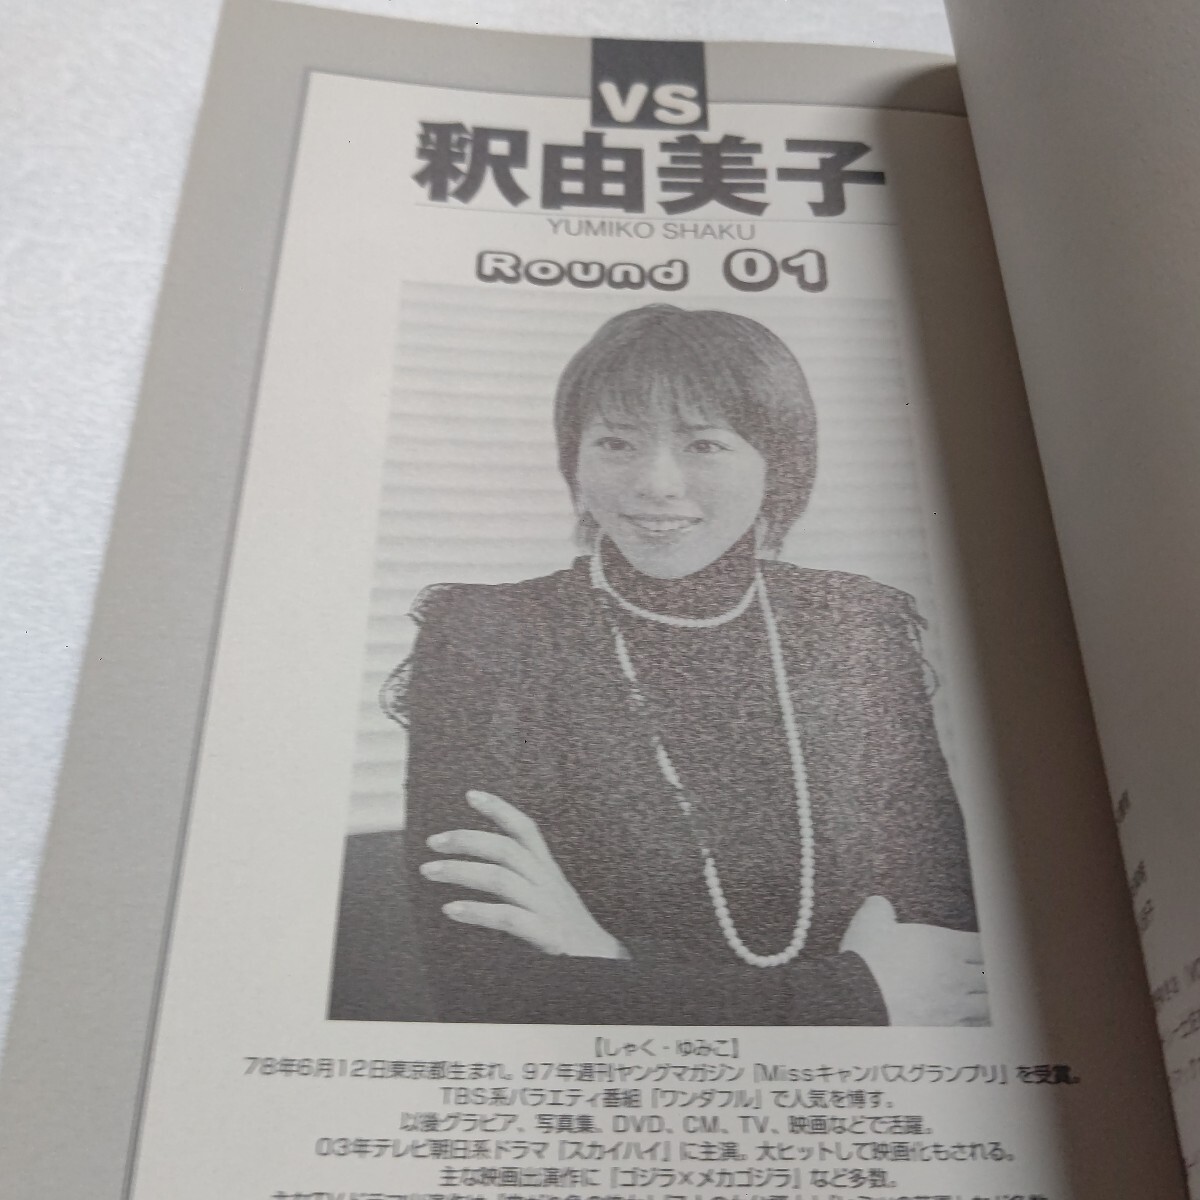 VS
釈由美子
YUMIKO SHAKU
Round 01
【しゃく・ゆみこ】
78年6月12日東京都生まれ。97年週刊ヤングマガジン「Missキャンパスグランプリ」を受賞。
TBS系バラエティ番組「ワンダフル」で人気を博す。
以後グラビア、写真集、DVD、CM、TV、映画などで活躍。
03年テレビ朝日系ドラマ「スカイハイ」に主演。大ヒットして映画化もされる。
主な映画出演作に「ゴジラ×メカゴジラ」など多数。